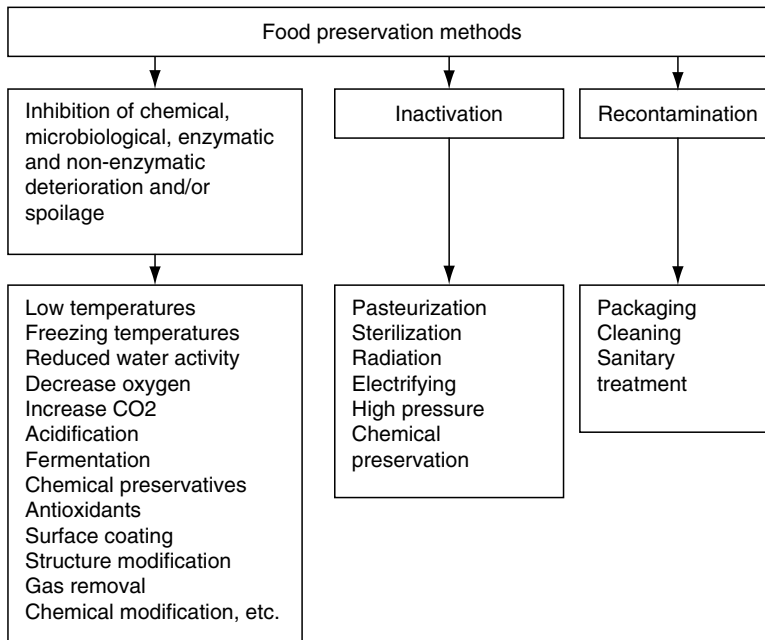 Food preservation methods
Inhibition of chemical,
microbiological, enzymatic
and non-enzymatic
deterioration and/or
spoilage
Inactivation
Recontamination
Low temperatures
Freezing temperatures
Reduced water activity
Decrease oxygen
Increase CO2
Acidification
Fermentation
Chemical preservatives
Antioxidants
Surface coating
Structure modification
Gas removal
Chemical modification, etc.
Pasteurization
Sterilization
Radiation
Electrifying
High pressure
Chemical
preservation
Packaging
Cleaning
Sanitary
treatment